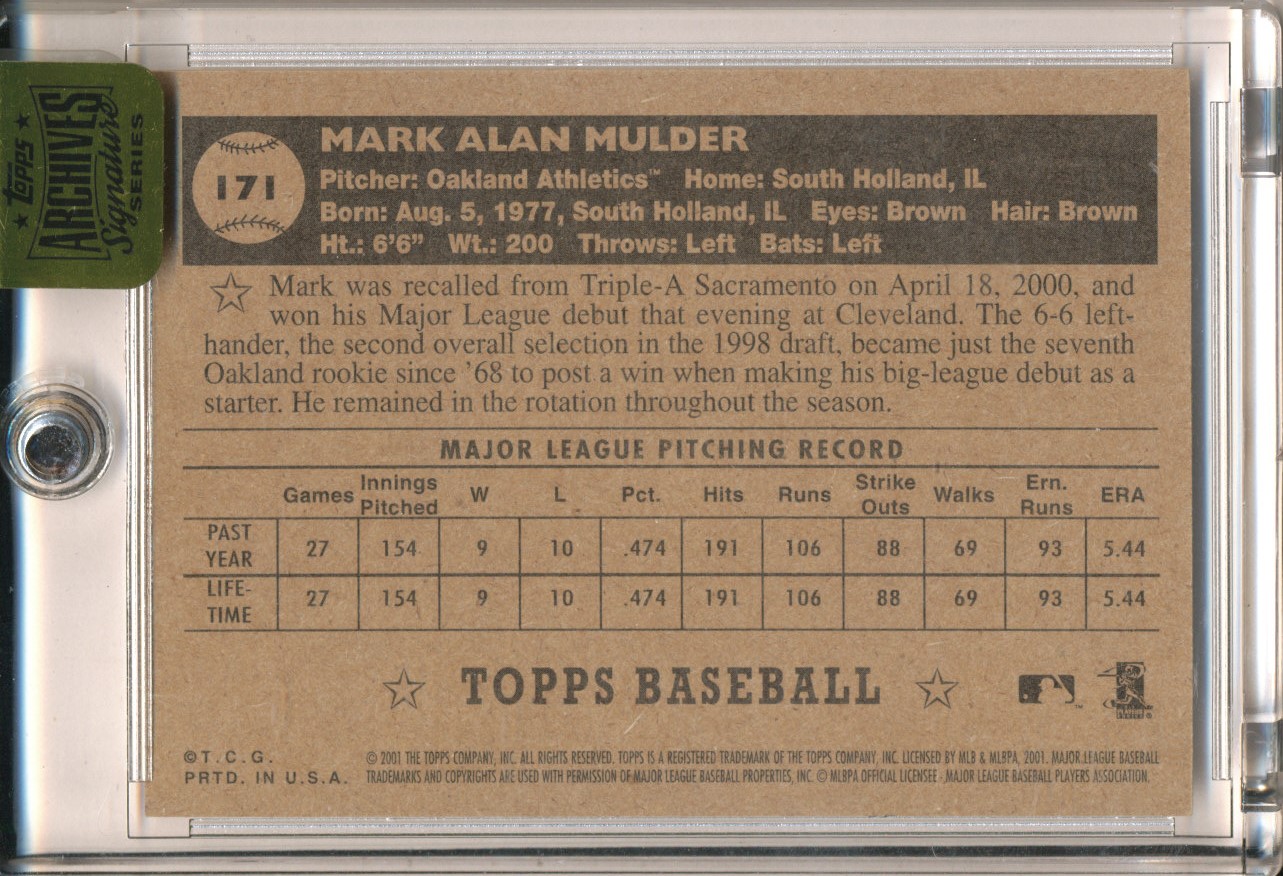 TOPPS
ARCHIVES
Signature
SERIES
171
MARK ALAN MULDER
Pitcher: Oakland Athletics™ Home: South Holland, IL
Born: Aug. 5, 1977, South Holland, IL Eyes: Brown Hair: Brown
Ht.: 6'6" Wt.: 200 Throws: Left Bats: Left
Mark was recalled from Triple-A Sacramento on April 18, 2000, and
won his Major League debut that evening at Cleveland. The 6-6 left-
hander, the second overall selection in the 1998 draft, became just the seventh
Oakland rookie since '68 to post a win when making his big-league debut as a
starter. He remained in the rotation throughout the season.
MAJOR LEAGUE PITCHING RECORD
Games Innings Pitched W L Pct. Hits Runs Strike Outs Walks Ern. Runs ERA
PAST YEAR 27 154 9 10 .474 191 106 88 69 93 5.44
LIFE-TIME 27 154 9 10 .474 191 106 88 69 93 5.44
TOPPS BASEBALL
©T.C.G.
PRTD. IN U.S.A.
© 2001 THE TOPPS COMPANY, INC. ALL RIGHTS RESERVED. TOPPS IS A REGISTERED TRADEMARK OF THE TOPPS COMPANY, INC. LICENSED BY MLB & MLBPA, 2001. MAJOR LEAGUE BASEBALL
TRADEMARKS AND COPYRIGHTS ARE USED WITH PERMISSION OF MAJOR LEAGUE BASEBALL PROPERTIES, INC. © MLBPA OFFICIAL LICENSEE - MAJOR LEAGUE BASEBALL PLAYERS ASSOCIATION.